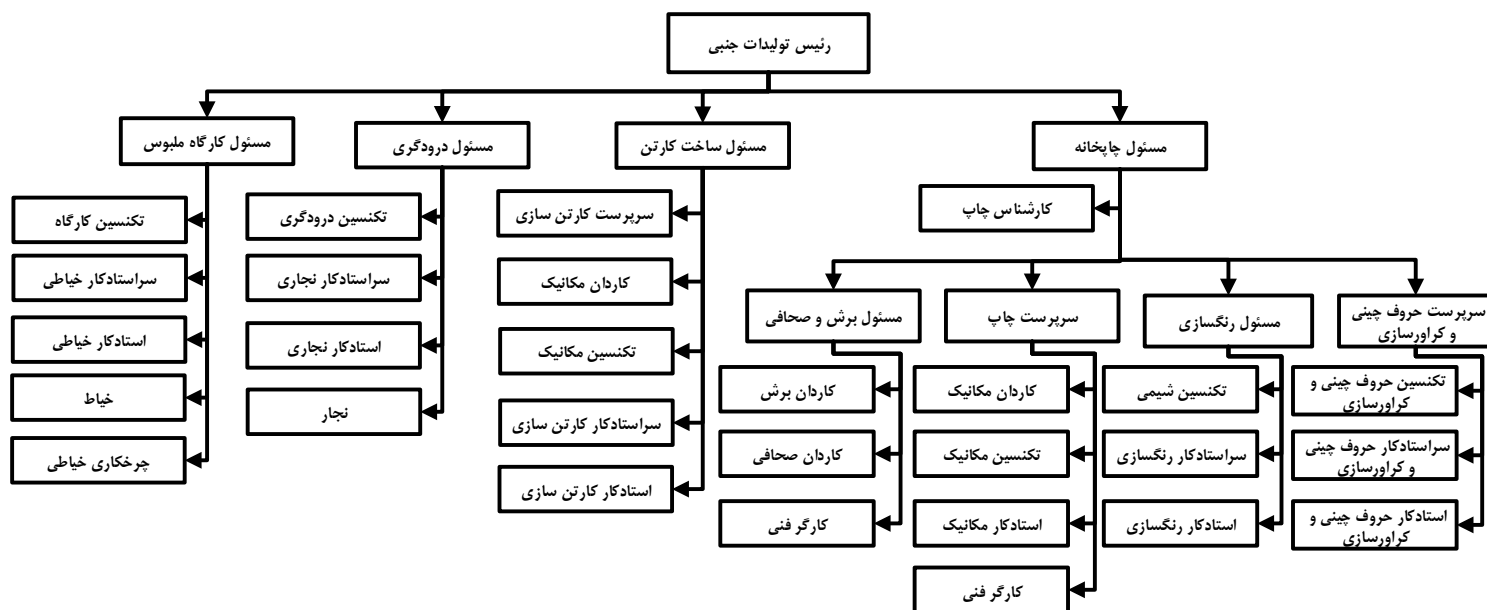 رئیس تولیدات جنبی
مسئول چاپخانه
مسئول ساخت کارتن
مسئول درودگری
مسئول کارگاه ملبوس
کارشناس چاپ
سرپرست حروف چینی
و کراورسازی
مسئول رنگسازی
سرپرست چاپ
مسئول برش و صحافی
تکنسین حروف چینی و
کراورسازی
سراستادکار حروف چینی
و کراورسازی
استادکار حروف چینی و
کراورسازی
تکنسین شیمی
سراستادکار رنگسازی
استادکار رنگسازی
کاردان مکانیک
تکنسین مکانیک
استادکار مکانیک
کارگر فنی
کاردان برش
کاردان صحافی
کارگر فنی
سرپرست کارتن سازی
کاردان مکانیک
تکنسین مکانیک
سراستادکار کارتن سازی
استادکار کارتن سازی
تکنسین درودگری
سراستادکار نجاری
استادکار نجاری
نجار
تکنسین کارگاه
سراستادکار خیاطی
استادکار خیاطی
خیاط
چرخکاری خیاطی